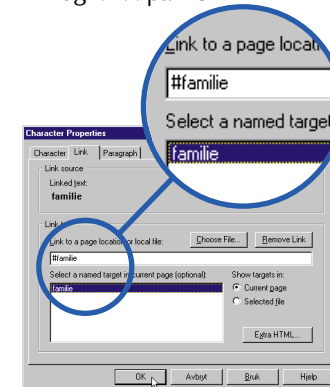 Link to a page locati
#familie
Select a named target
familie
Character Properties
Character Link Paragraph
Link source
Linked text:
familie
Link to
Link to a page location or local file:
Choose File...
Remove Link
#familie
Select a named target in current page (optional)
familie
Show targets in:
Current page
Selected file
Extra HTML...
OK
Avbryt
Bruk
Hjelp